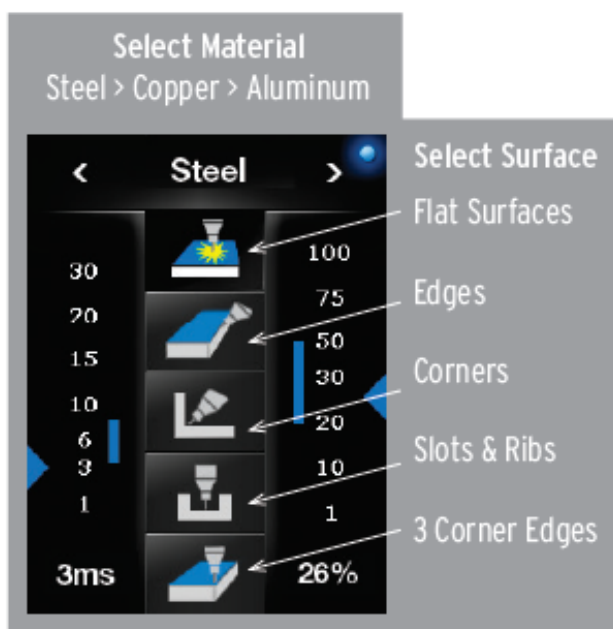 Select Material
Steel > Copper > Aluminum
< Steel >
Select Surface
Flat Surfaces
Edges
Corners
Slots & Ribs
3 Corner Edges
30
20
15
10
6
3
1
3ms
100
75
50
30
20
10
1
26%